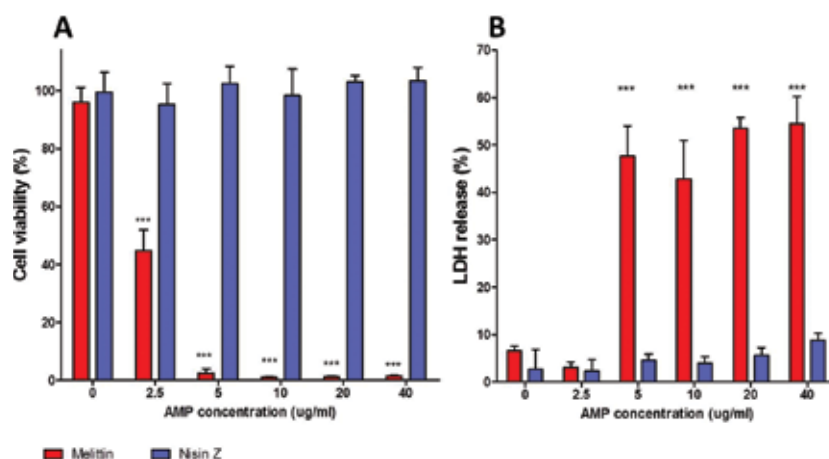 A
B
Cell viability (%)
100
80
60
40
20
0
***
***
***
***
***
0 2.5 5 10 20 40
AMP concentration (ug/ml)
LDH release (%)
70
60
50
40
30
20
10
0
*** *** *** ***
0 2.5 5 10 20 40
AMP concentration (ug/ml)
Melittin Nisin Z